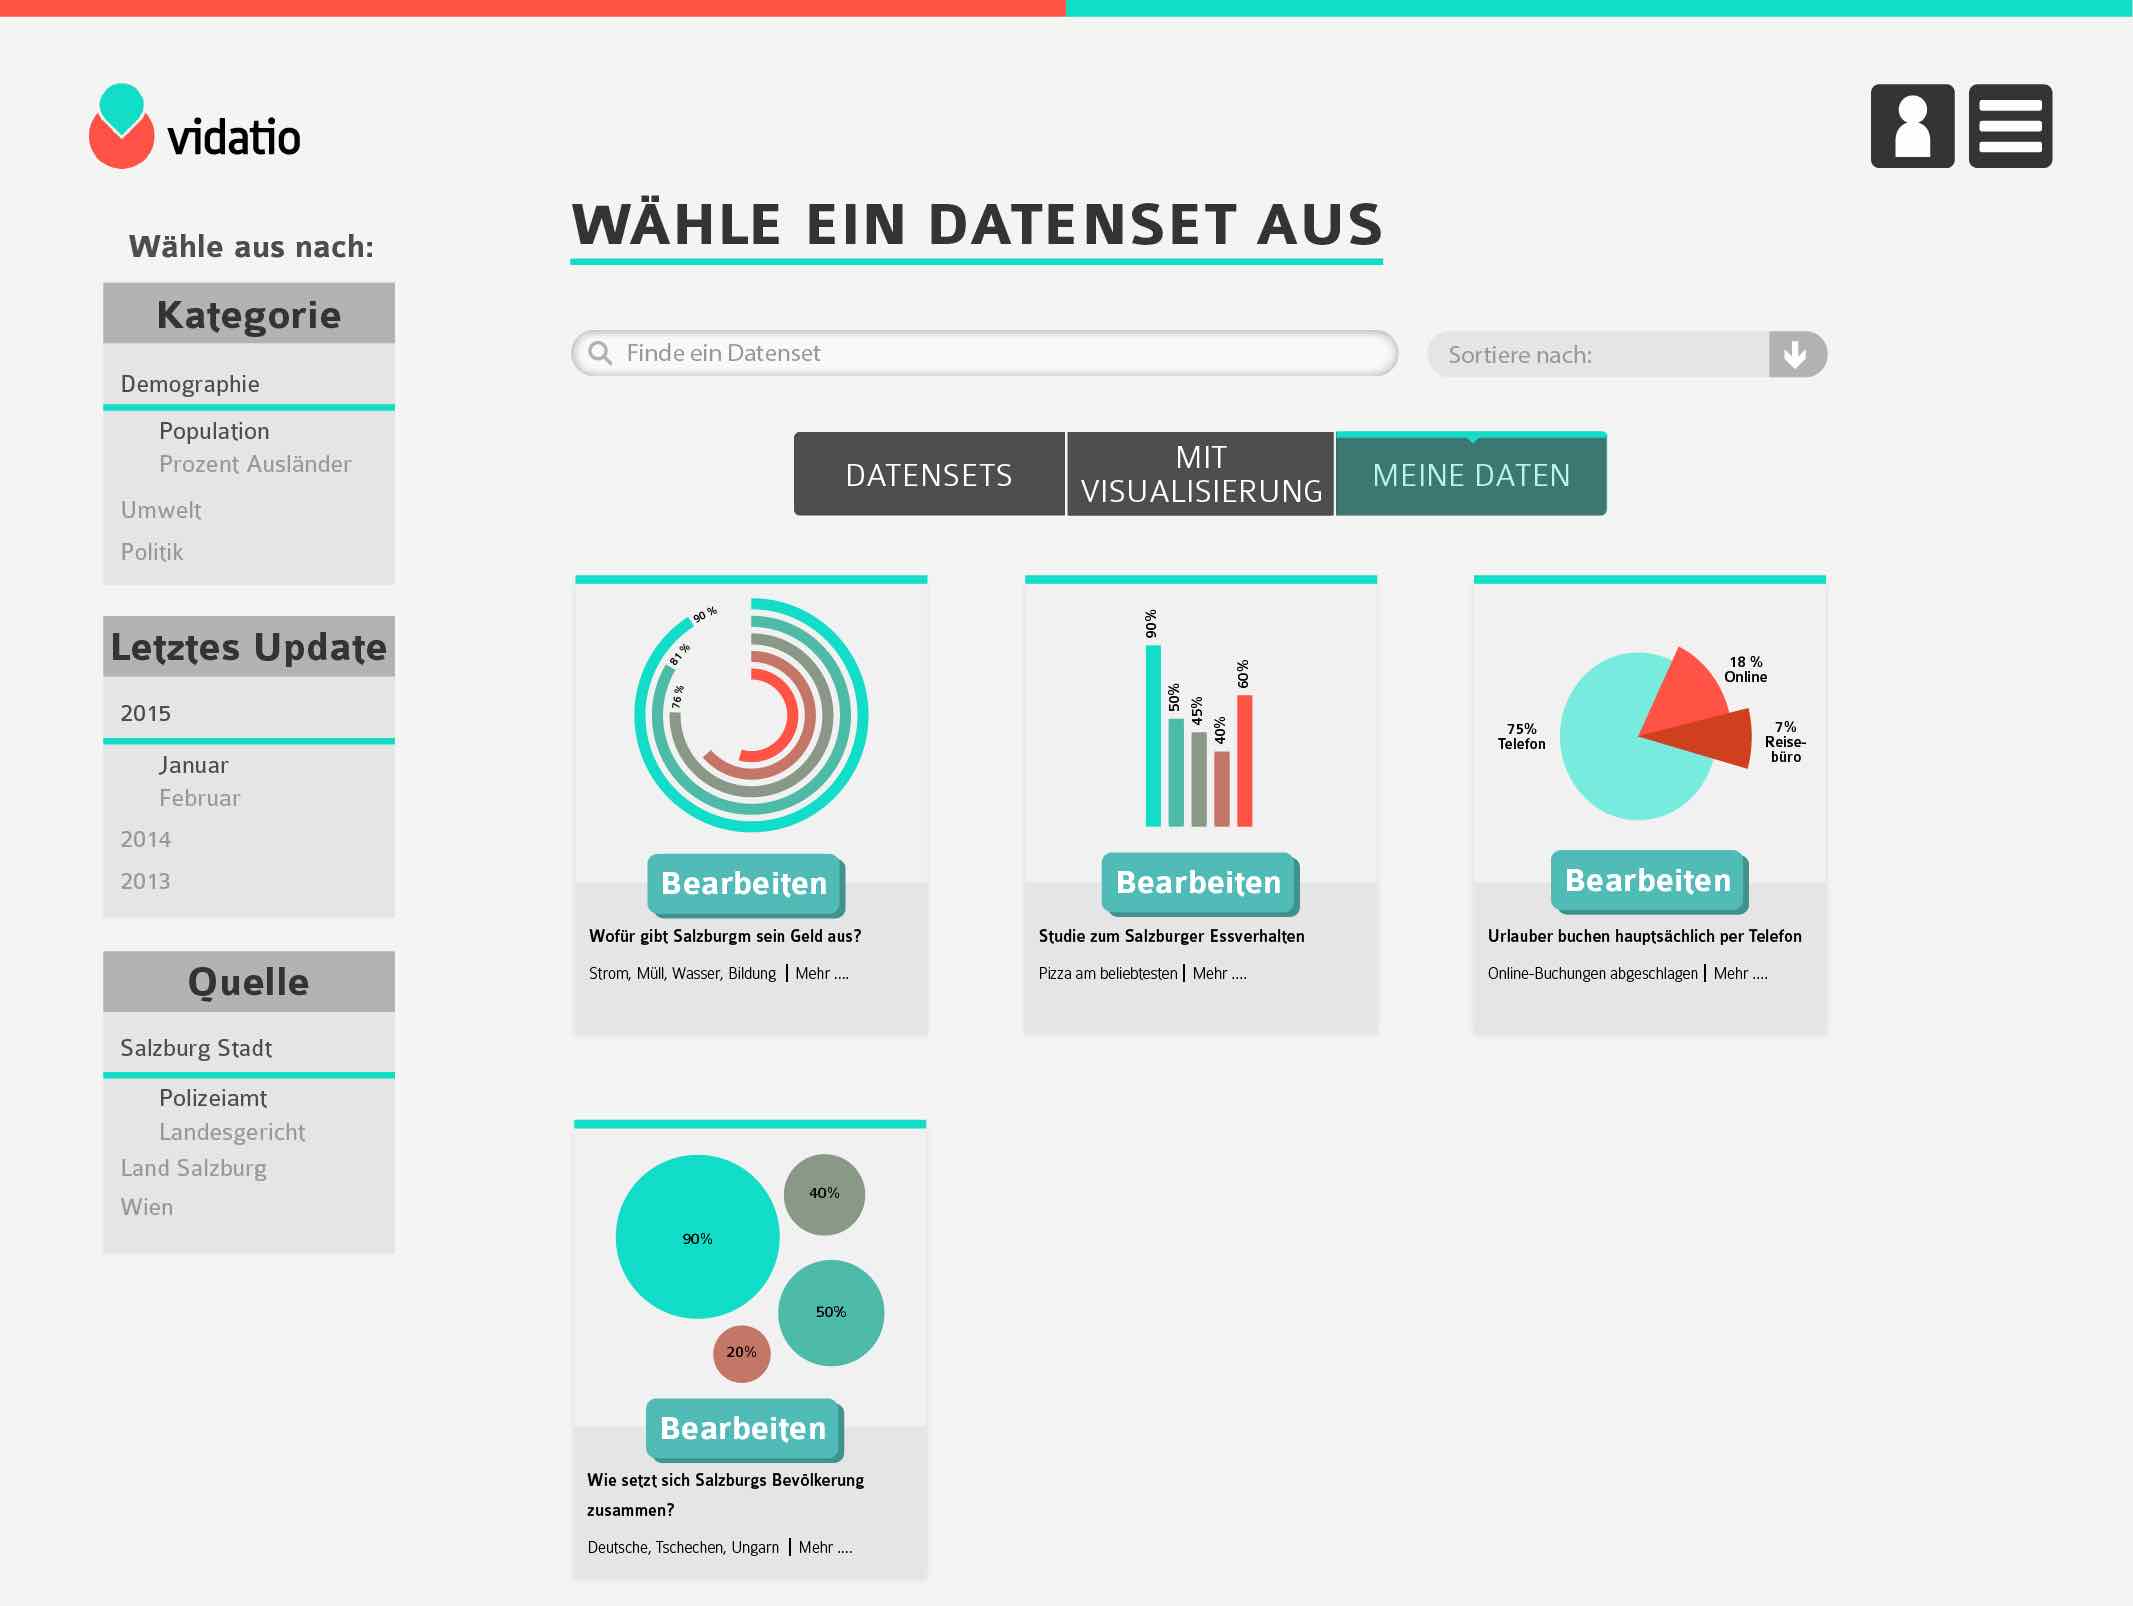 vidatio
WÄHLE EIN DATENSET AUS
Wähle aus nach:
Kategorie
Demographie
Population
Prozent Ausländer
Umwelt
Politik
Letztes Update
2015
Januar
Februar
2014
2013
Quelle
Salzburg Stadt
Polizeiamt
Landesgericht
Land Salzburg
Wien
Finde ein Datenset
Sortiere nach:
DATENSETS
MIT
VISUALISIERUNG
MEINE DATEN
90 %
81 %
76 %
Bearbeiten
Wofür gibt Salzburgm sein Geld aus?
Strom, Müll, Wasser, Bildung | Mehr ....
90%
50%
45%
40%
60%
Bearbeiten
Studie zum Salzburger Essverhalten
Pizza am beliebtesten | Mehr ....
18 %
Online
75%
Telefon
7%
Reise-
büro
Bearbeiten
Urlauber buchen hauptsächlich per Telefon
Online-Buchungen abgeschlagen | Mehr ....
90%
40%
50%
20%
Bearbeiten
Wie setzt sich Salzburgs Bevölkerung
zusammen?
Deutsche, Tschechen, Ungarn | Mehr ....